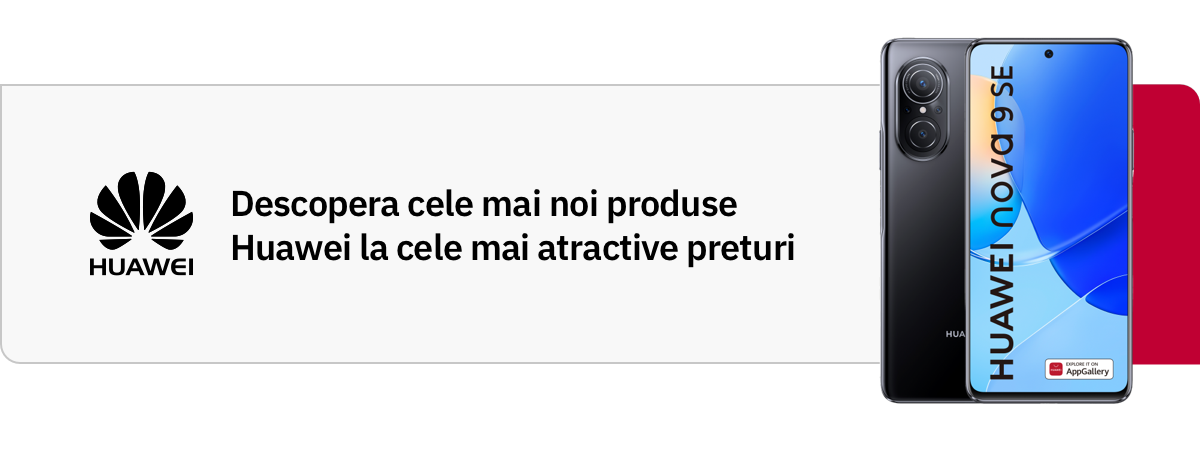 HUAWEI
Descopera cele mai noi produse
Huawei la cele mai atractive preturi
HUA
HUAWEI nova 9 SE
EXPLORE IT ON
AppGallery